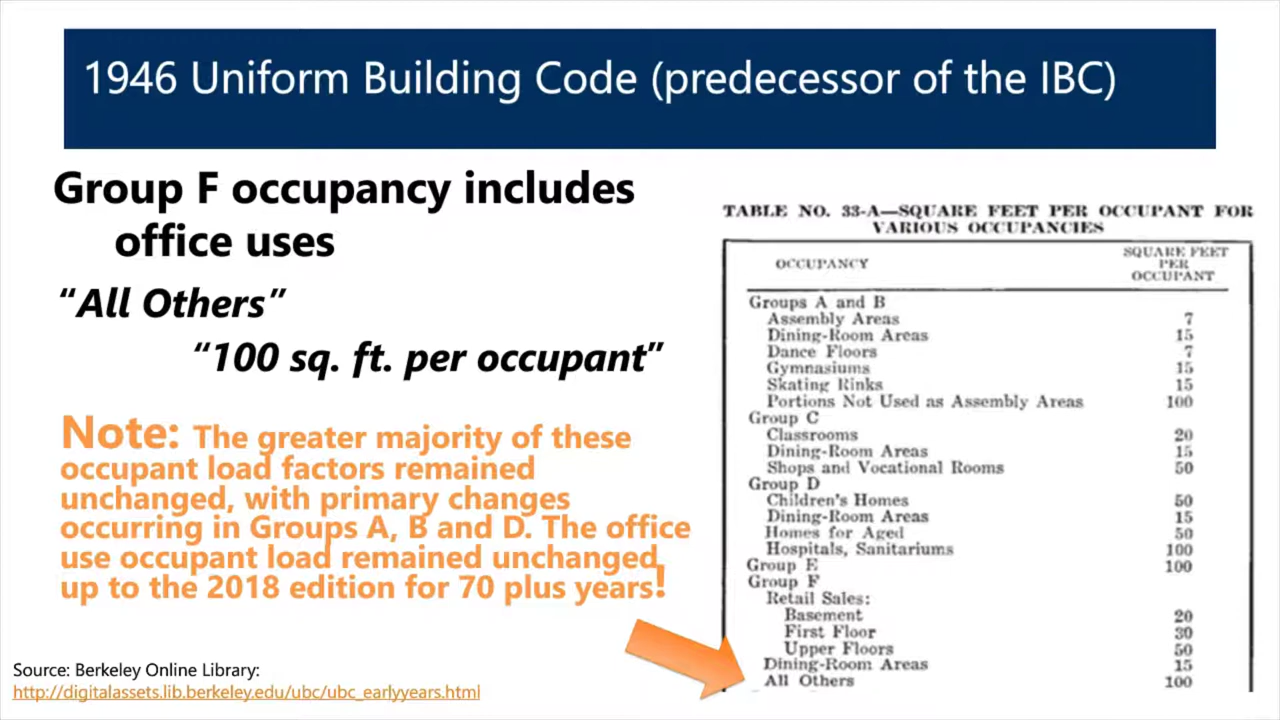 1946 Uniform Building Code (predecessor of the IBC)
Group F occupancy includes
office uses
“All Others”
“100 sq. ft. per occupant”
Note: The greater majority of these
occupant load factors remained
unchanged, with primary changes
occurring in Groups A, B and D. The office
use occupant load remained unchanged
up to the 2018 edition for 70 plus years!
Source: Berkeley Online Library:
http://digitalassets.lib.berkeley.edu/ubc/ubc_earlyyears.html
TABLE NO. 33-A—SQUARE FEET PER OCCUPANT FOR
VARIOUS OCCUPANCIES
OCCUPANCY
SQUARE FEET
PER
OCCUPANT
Groups A and B
Assembly Areas 7
Dining-Room Areas 15
Dance Floors 7
Gymnasiums 15
Skating Rinks 15
Portions Not Used as Assembly Areas 100
Group C
Classrooms 20
Dining-Room Areas 15
Shops and Vocational Rooms 50
Group D
Children's Homes 50
Dining-Room Areas 15
Homes for Aged 50
Hospitals, Sanitariums 100
Group E 100
Group F
Retail Sales:
Basement 20
First Floor 30
Upper Floors 50
Dining-Room Areas 15
All Others 100